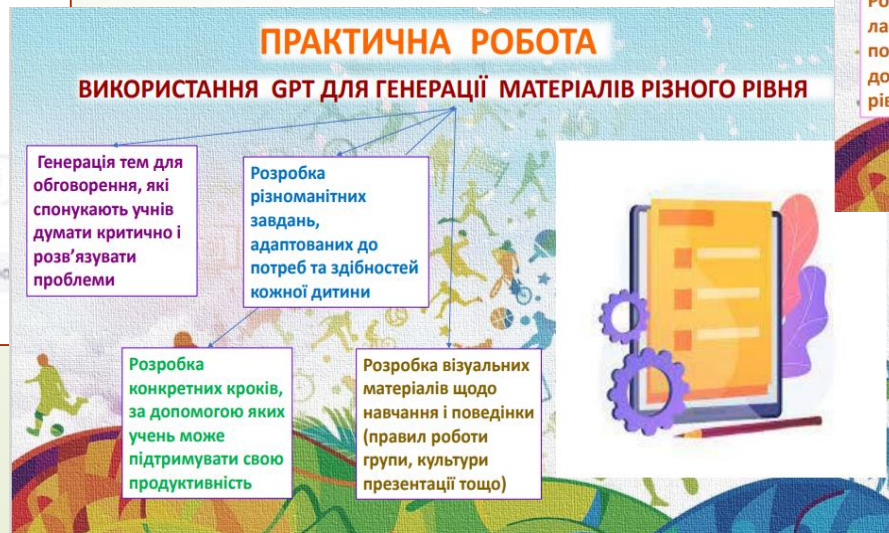 ПРАКТИЧНА РОБОТА
ВИКОРИСТАННЯ GPT ДЛЯ ГЕНЕРАЦІЇ МАТЕРІАЛІВ РІЗНОГО РІВНЯ
Генерація тем для
обговорення, які
спонукають учнів
думати критично і
розв’язувати
проблеми
Розробка
різноманітних
завдань,
адаптованих до
потреб та здібностей
кожної дитини
Розробка
конкретних кроків,
за допомогою яких
учень може
підтримувати свою
продуктивність
Розробка візуальних
матеріалів щодо
навчання і поведінки
(правил роботи
групи, культури
презентації тощо)